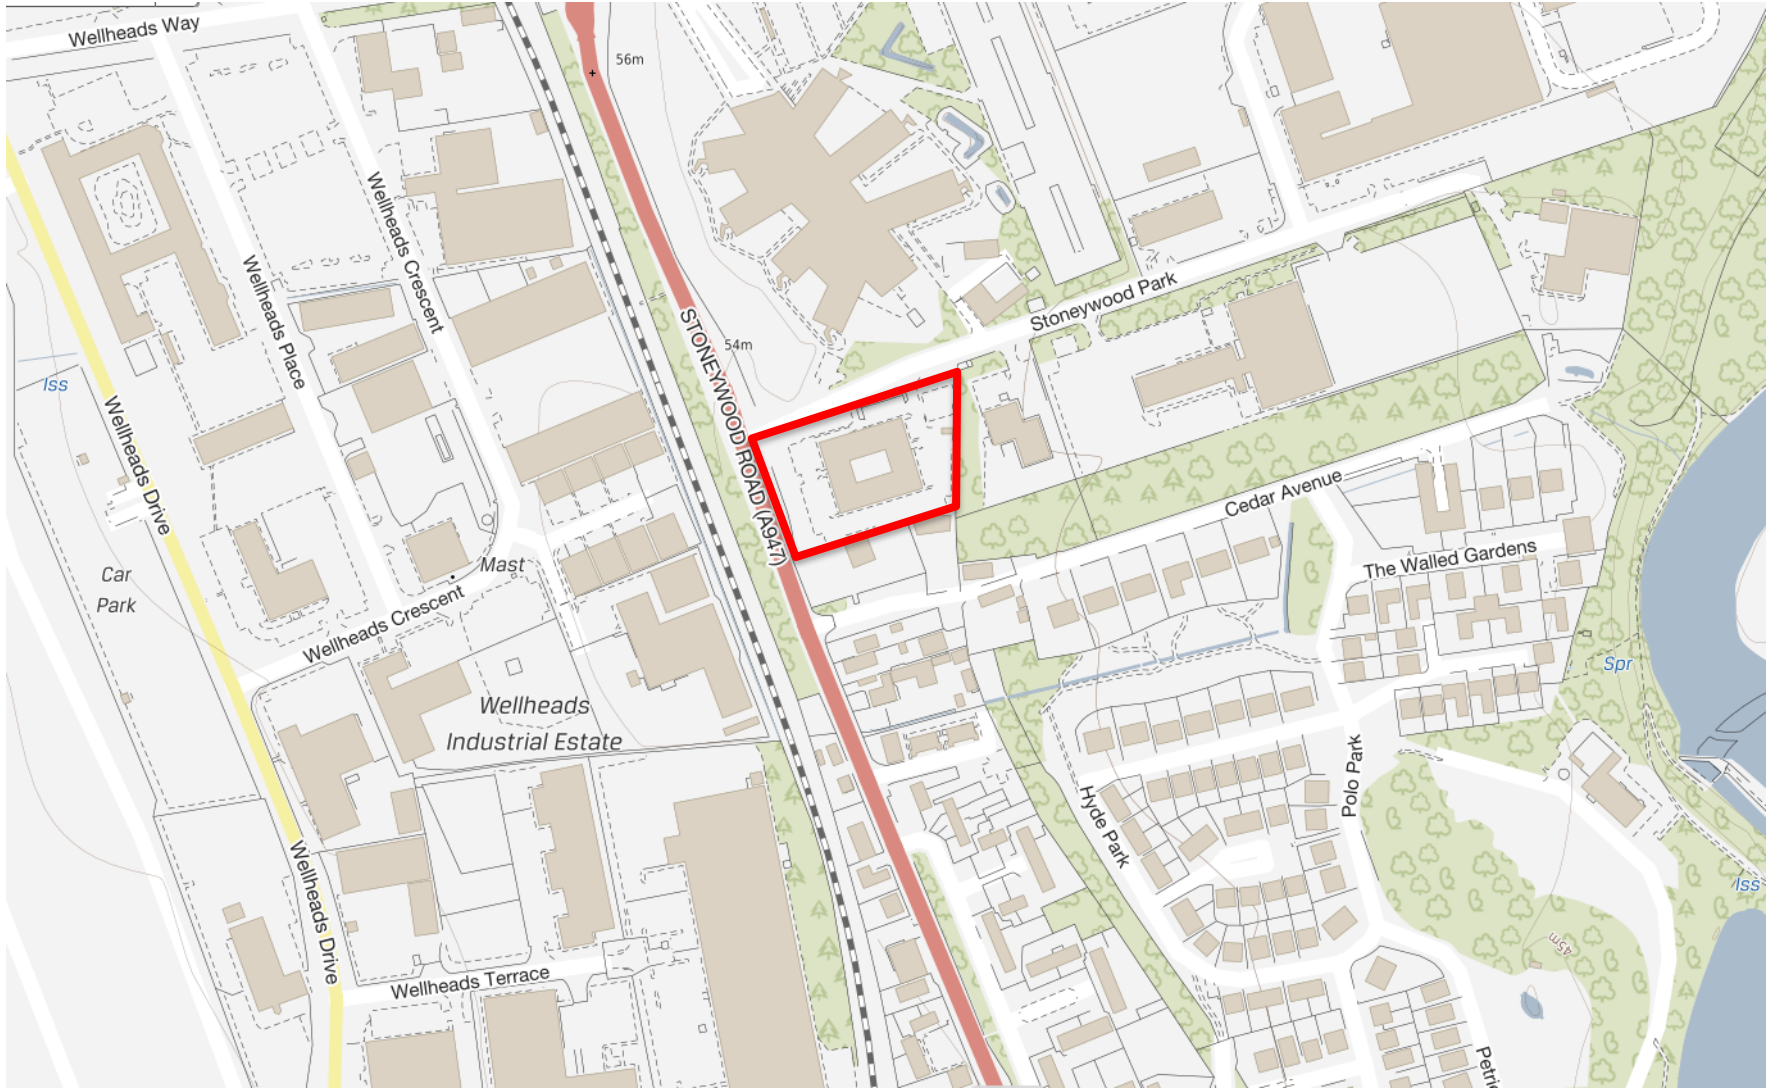 Wellheads Way
56m
Wellheads Crescent
Wellheads Place
STONEYWOOD ROAD (A947)
54m
Stoneywood Park
Iss
Wellheads Drive
Cedar Avenue
The Walled Gardens
Mast
Car
Park
Wellheads Crescent
Spr
Wellheads
Industrial Estate
Polo Park
Hyde Park
Wellheads Drive
Iss
45m
Wellheads Terrace
Petrie